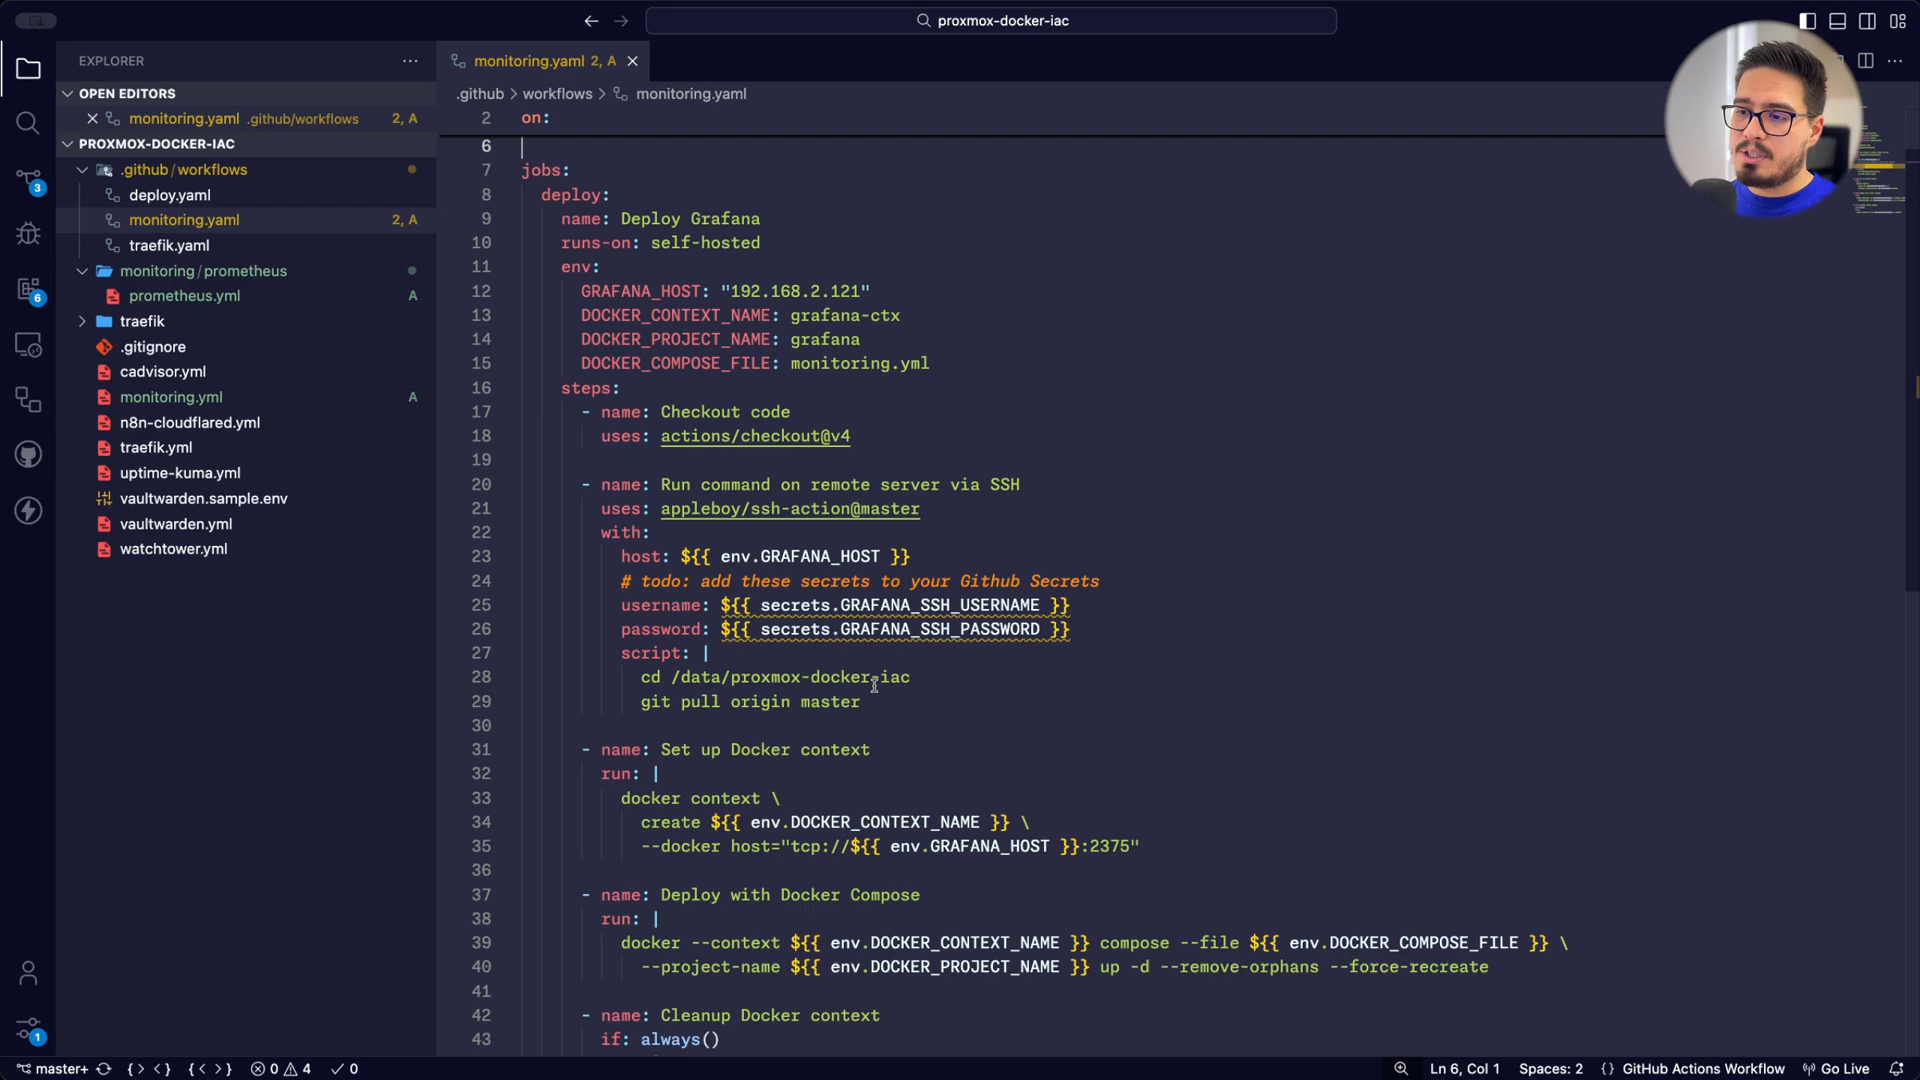 proxmox-docker-iac
EXPLORER
OPEN EDITORS
monitoring.yaml .github/workflows 2, A
PROXMOX-DOCKER-IAC
.github/workflows
deploy.yaml
monitoring.yaml 2, A
traefik.yaml
monitoring/prometheus
prometheus.yml A
traefik
.gitignore
cadvisor.yml
monitoring.yml A
n8n-cloudflared.yml
traefik.yml
uptime-kuma.yml
vaultwarden.sample.env
vaultwarden.yml
watchtower.yml
3
6
1
monitoring.yaml 2, A
.github > workflows > monitoring.yaml
2 on:
6
7 jobs:
8 deploy:
9 name: Deploy Grafana
10 runs-on: self-hosted
11 env:
12 GRAFANA_HOST: "192.168.2.121"
13 DOCKER_CONTEXT_NAME: grafana-ctx
14 DOCKER_PROJECT_NAME: grafana
15 DOCKER_COMPOSE_FILE: monitoring.yml
16 steps:
17 - name: Checkout code
18 uses: actions/checkout@v4
19
20 - name: Run command on remote server via SSH
21 uses: appleboy/ssh-action@master
22 with:
23 host: ${{ env.GRAFANA_HOST }}
24 # todo: add these secrets to your Github Secrets
25 username: ${{ secrets.GRAFANA_SSH_USERNAME }}
26 password: ${{ secrets.GRAFANA_SSH_PASSWORD }}
27 script: |
28 cd /data/proxmox-docker-iac
29 git pull origin master
30
31 - name: Set up Docker context
32 run: |
33 docker context \
34 create ${{ env.DOCKER_CONTEXT_NAME }} \
35 --docker host="tcp://${{ env.GRAFANA_HOST }}:2375"
36
37 - name: Deploy with Docker Compose
38 run: |
39 docker --context ${{ env.DOCKER_CONTEXT_NAME }} compose --file ${{ env.DOCKER_COMPOSE_FILE }} \
40 --project-name ${{ env.DOCKER_PROJECT_NAME }} up -d --remove-orphans --force-recreate
41
42 - name: Cleanup Docker context
43 if: always()
master+ 0 4 0 Ln 6, Col 1 Spaces: 2 {} GitHub Actions Workflow Go Live